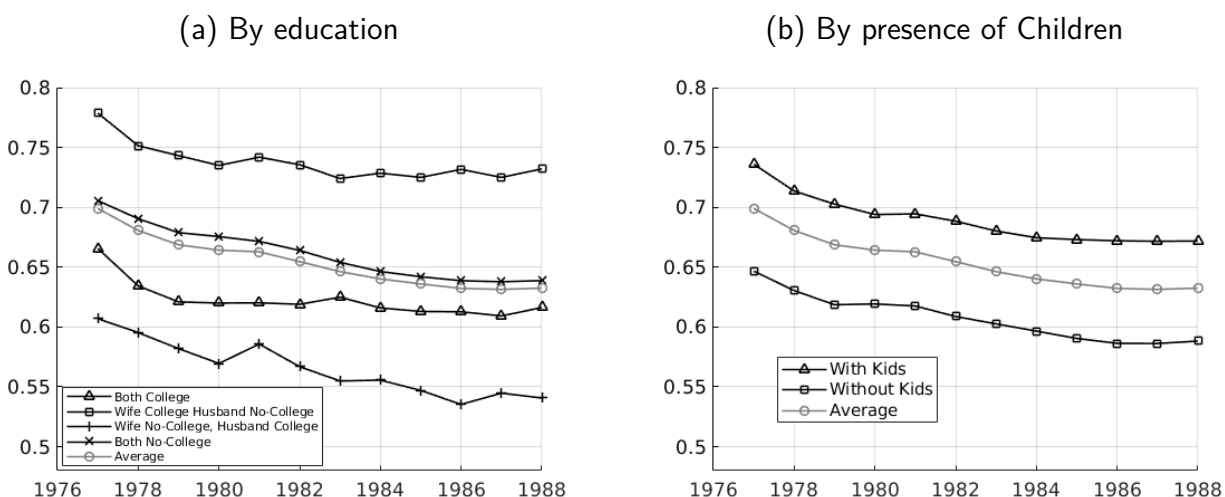 (a) By education
0.8
0.75
0.7
0.65
0.6
0.55
0.5
Both College
Wife College Husband No-College
Wife No-College, Husband College
Both No-College
Average
1976 1978 1980 1982 1984 1986 1988
(b) By presence of Children
0.8
0.75
0.7
0.65
0.6
0.55
0.5
With Kids
Without Kids
Average
1976 1978 1980 1982 1984 1986 1988